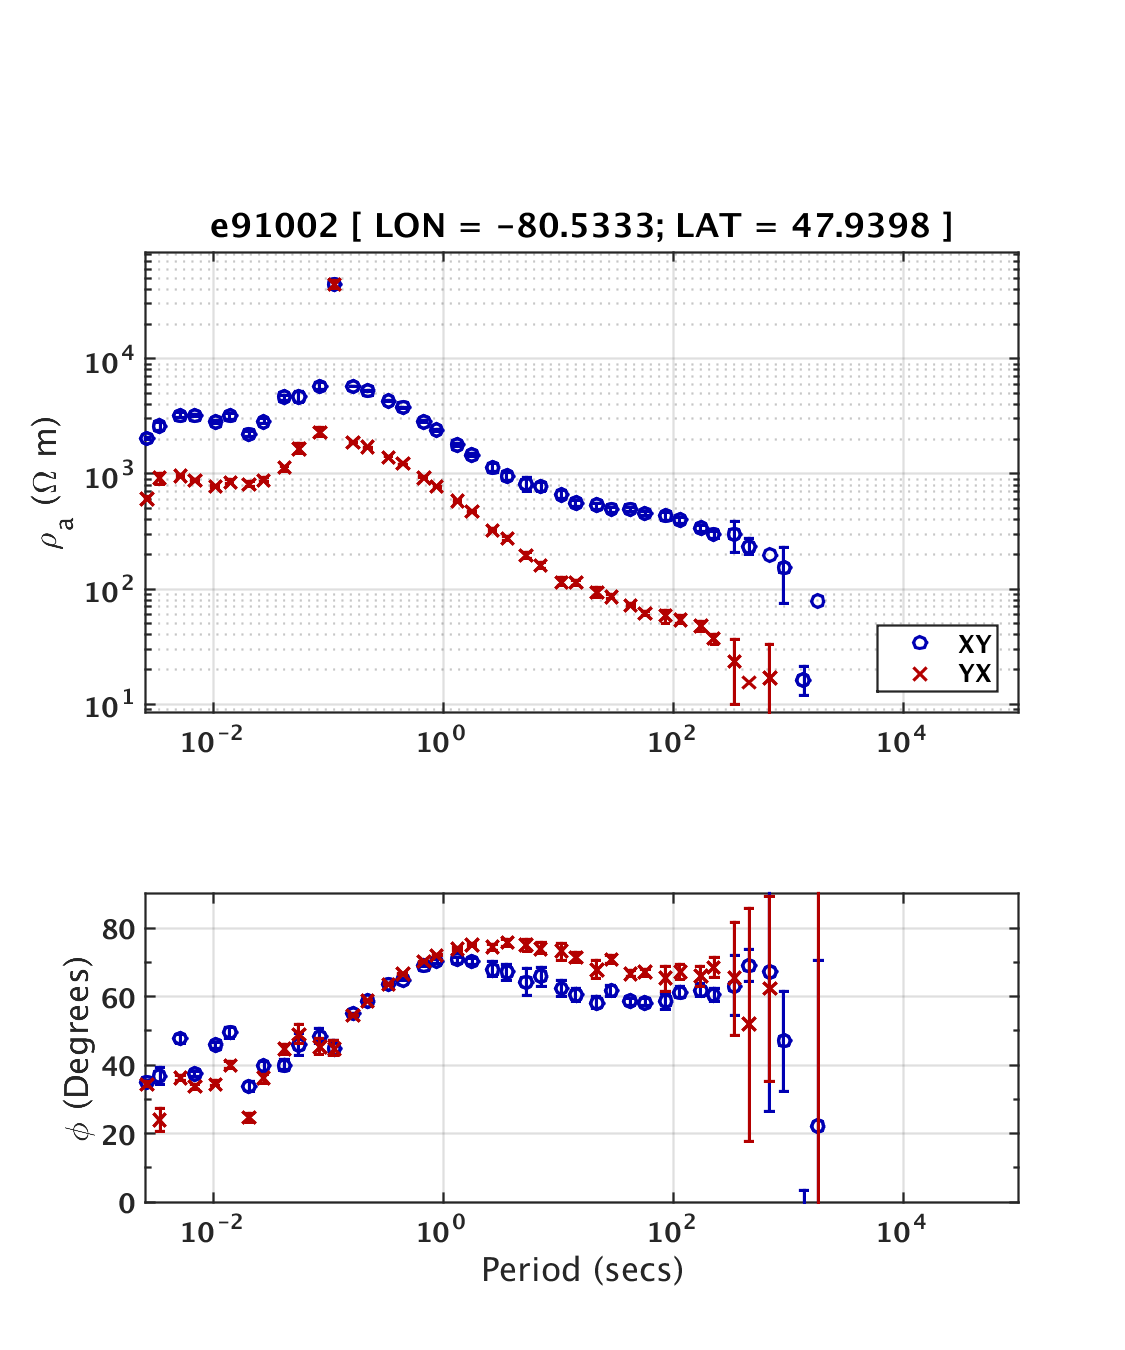 e91002 [ LON = -80.5333; LAT = 47.9398 ]
ρa (Ω m)
10^4
10^3
10^2
10^1
XY
YX
10^-2 10^0 10^2 10^4
ϕ (Degrees)
80
60
40
20
0
10^-2 10^0 10^2 10^4
Period (secs)